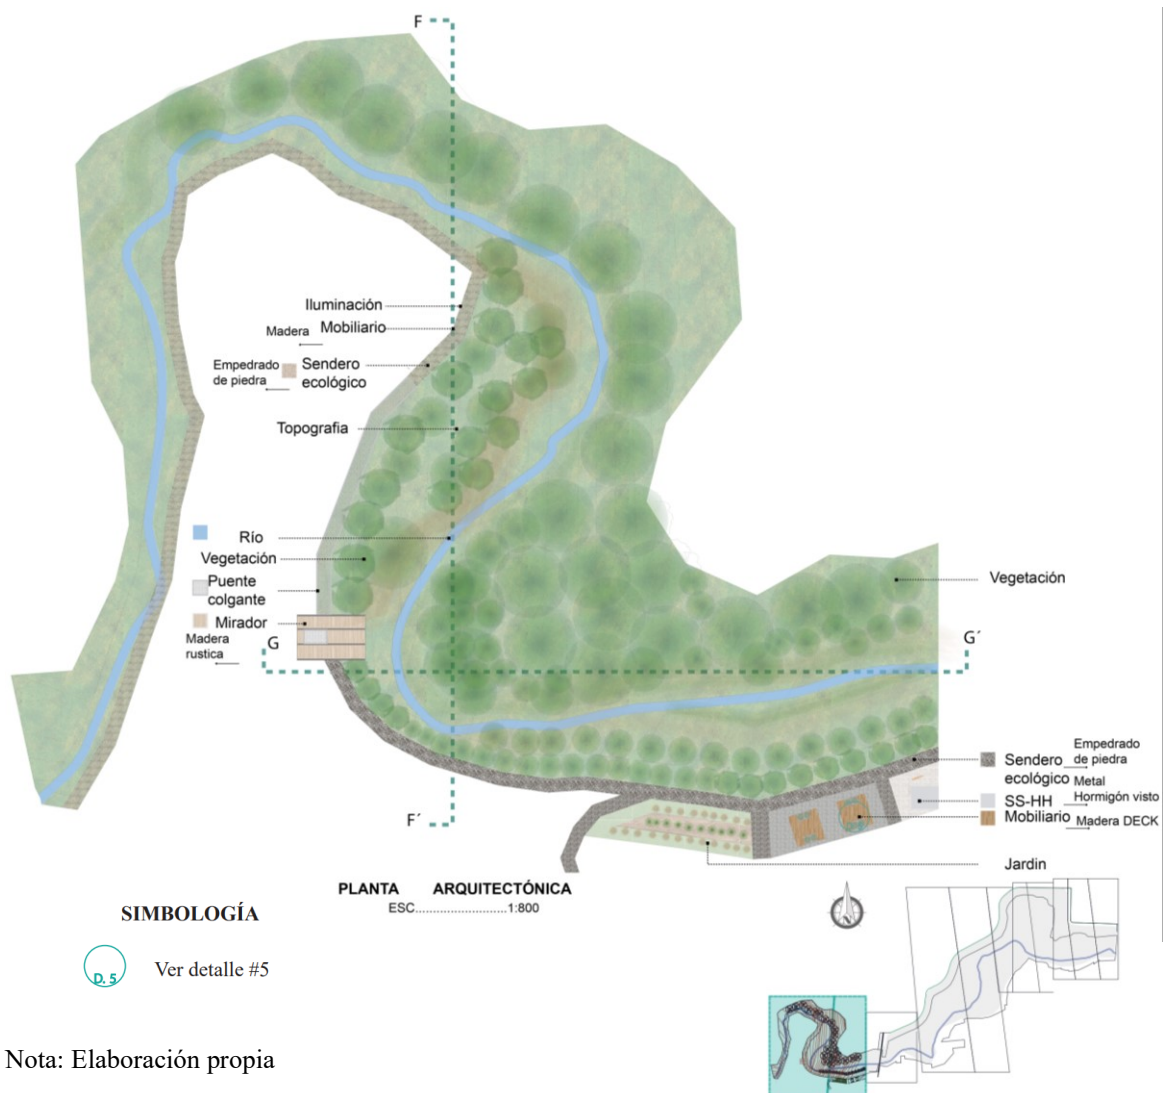 F
Iluminación
Madera Mobiliario
Empedrado
de piedra
Sendero
ecológico
Topografia
Río
Vegetación
Puente
colgante
Mirador
Madera
rustica
G
Vegetación
G´
Sendero
ecológico
Empedrado
de piedra
Metal
SS-HH
Hormigón visto
Mobiliario
Madera DECK
F´
Jardin
PLANTA ARQUITECTÓNICA
ESC.......................1:800
SIMBOLOGÍA
D. 5
Ver detalle #5
N
Nota: Elaboración propia